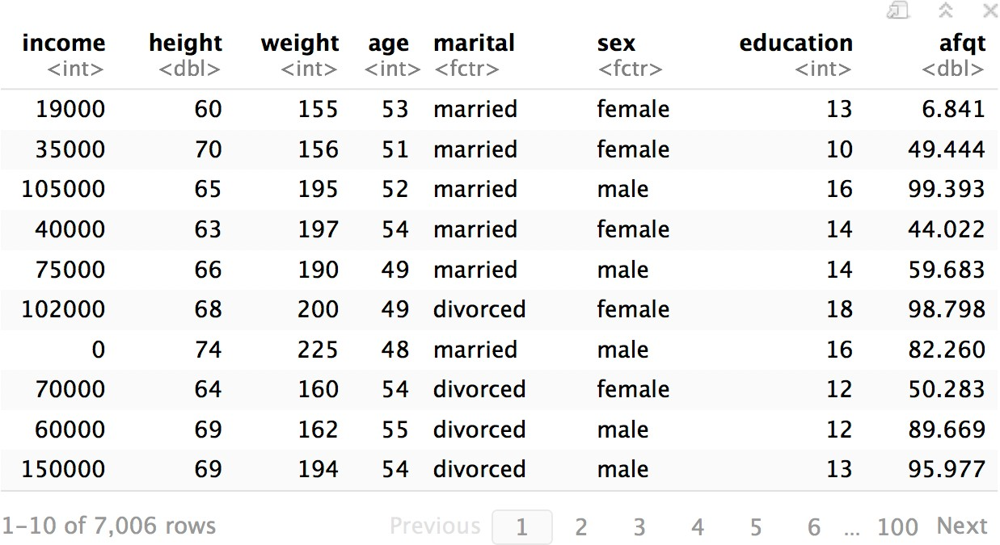 income height weight age marital sex education afqt
<int> <dbl> <int> <int> <fctr> <fctr> <int> <dbl>
19000 60 155 53 married female 13 6.841
35000 70 156 51 married female 10 49.444
105000 65 195 52 married male 16 99.393
40000 63 197 54 married female 14 44.022
75000 66 190 49 married male 14 59.683
102000 68 200 49 divorced female 18 98.798
0 74 225 48 married male 16 82.260
70000 64 160 54 divorced female 12 50.283
60000 69 162 55 divorced male 12 89.669
150000 69 194 54 divorced male 13 95.977
1–10 of 7,006 rows Previous 1 2 3 4 5 6 ... 100 Next